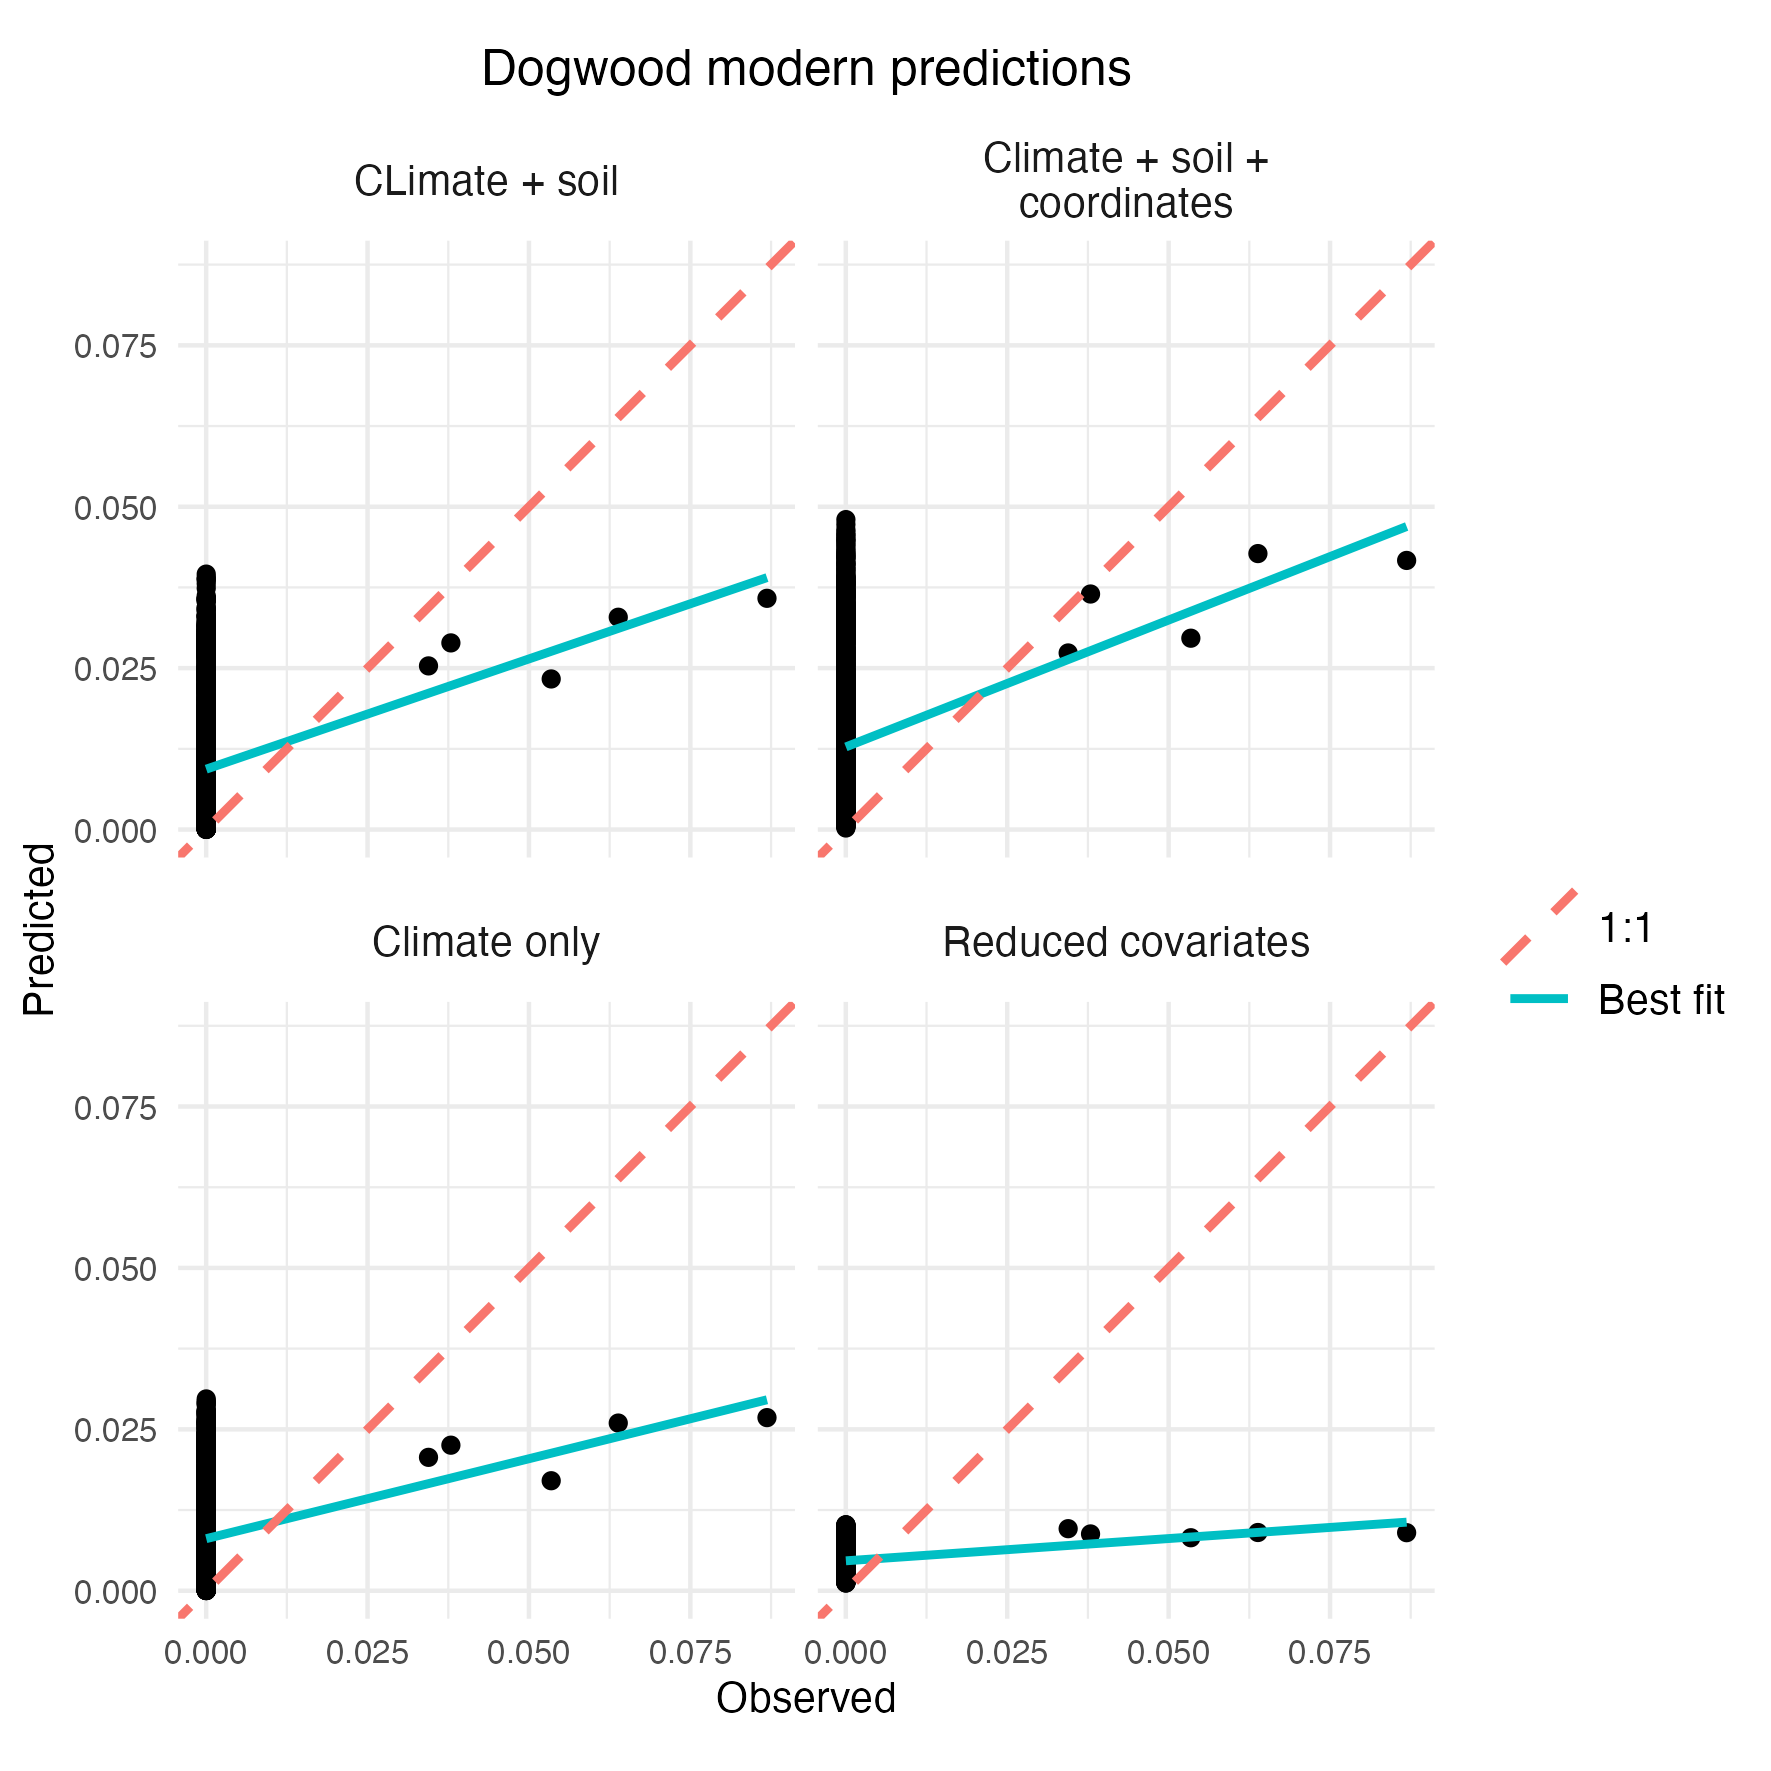 Dogwood modern predictions
CLimate + soil
Climate + soil +
coordinates
0.075
0.050
0.025
0.000
Predicted
Climate only
Reduced covariates
1:1
Best fit
0.075
0.050
0.025
0.000
0.000 0.025 0.050 0.075 0.000 0.025 0.050 0.075
Observed